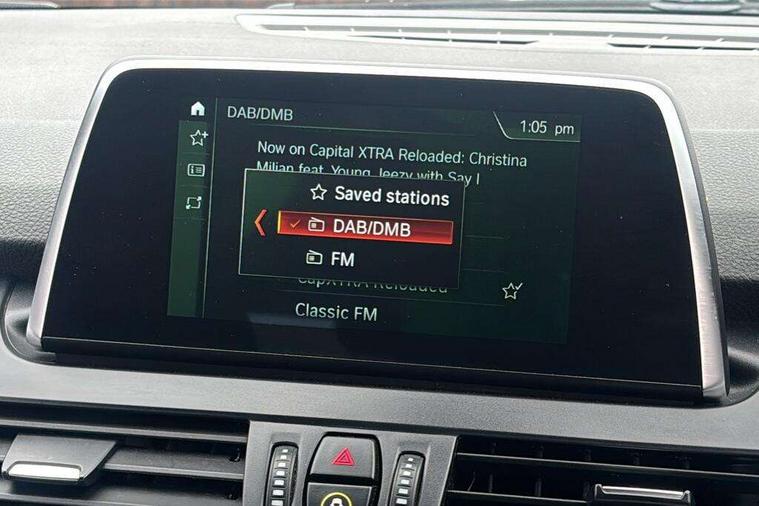 DAB/DMB
1:05 pm
Now on Capital XTRA Reloaded: Christina
Milian feat. Young Jeezy with Say I
Saved stations
DAB/DMB
FM
CapXTRA Reloaded
Classic FM